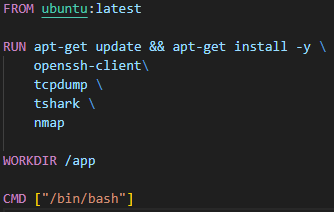 FROM ubuntu:latest
RUN apt-get update && apt-get install -y \
openssh-client\
tcpdump \
tshark \
nmap
WORKDIR /app
CMD ["/bin/bash"]